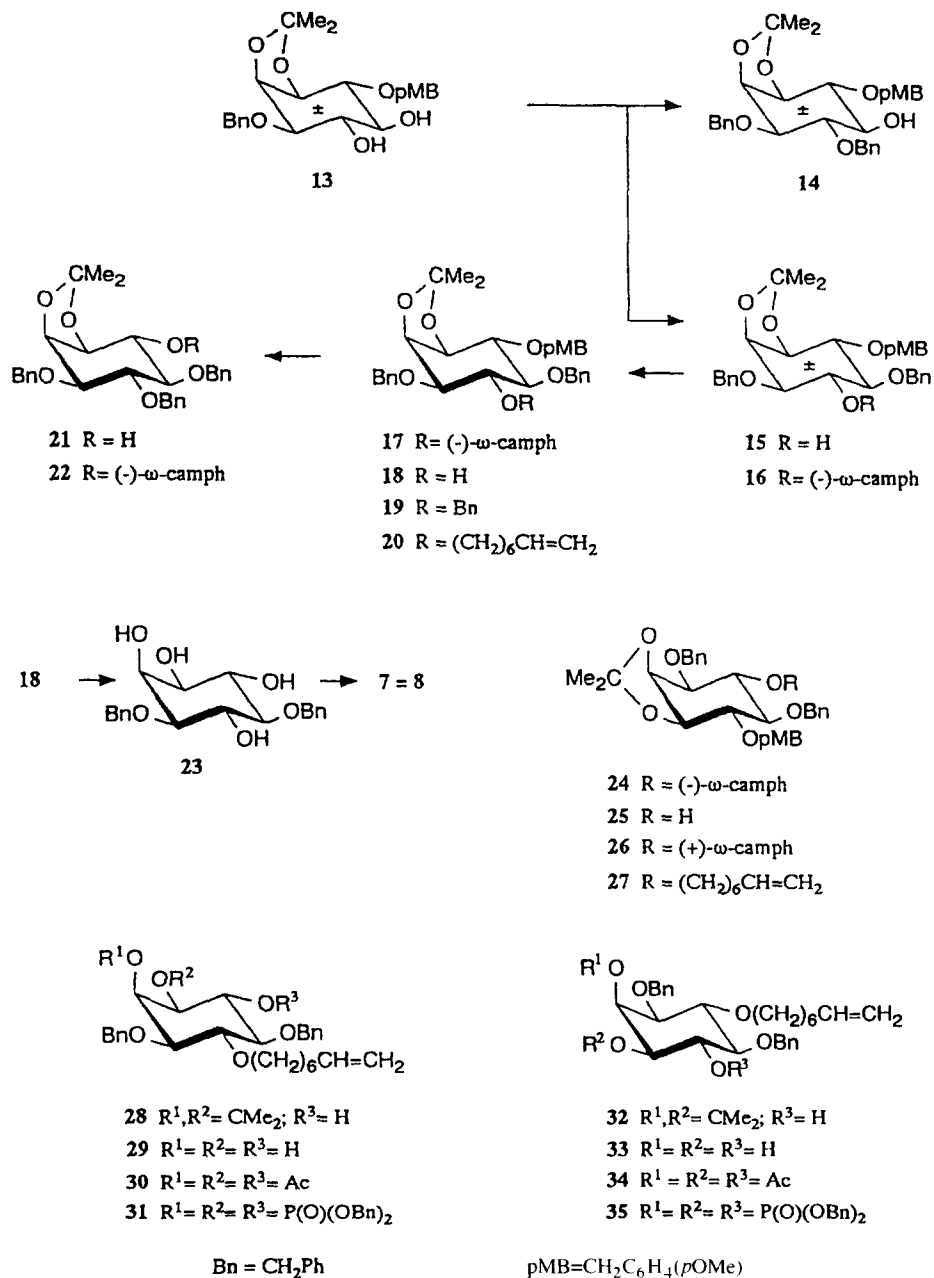 CMe₂
O
O
OpMB
±
BnO
OH
OH
13
CMe₂
O
O
OpMB
±
BnO
OH
OBn
14
CMe₂
O
O
OR
BnO
OBn
OBn
21 R = H
22 R= (-)-ω-camph
CMe₂
O
O
OpMB
BnO
OBn
OR
17 R= (-)-ω-camph
18 R = H
19 R = Bn
20 R = (CH₂)₆CH=CH₂
CMe₂
O
O
OpMB
BnO
±
OBn
OR
15 R = H
16 R= (-)-ω-camph
18
HO
OH
OH
BnO
OBn
OH
23
7 = 8
O
OBn
Me₂C
OR
O
OBn
OpMB
24 R = (-)-ω-camph
25 R = H
26 R = (+)-ω-camph
27 R = (CH₂)₆CH=CH₂
R¹O
OR²
OR³
BnO
OBn
O(CH₂)₆CH=CH₂
28 R¹,R²= CMe₂; R³= H
29 R¹= R²= R³= H
30 R¹= R²= R³= Ac
31 R¹= R²= R³= P(O)(OBn)₂
R¹O
OBn
O(CH₂)₆CH=CH₂
R²O
OBn
OR³
32 R¹,R²= CMe₂; R³= H
33 R¹= R²= R³= H
34 R¹ = R²= R³= Ac
35 R¹= R²= R³= P(O)(OBn)₂
Bn = CH₂Ph
pMB=CH₂C₆H₄(pOMe)